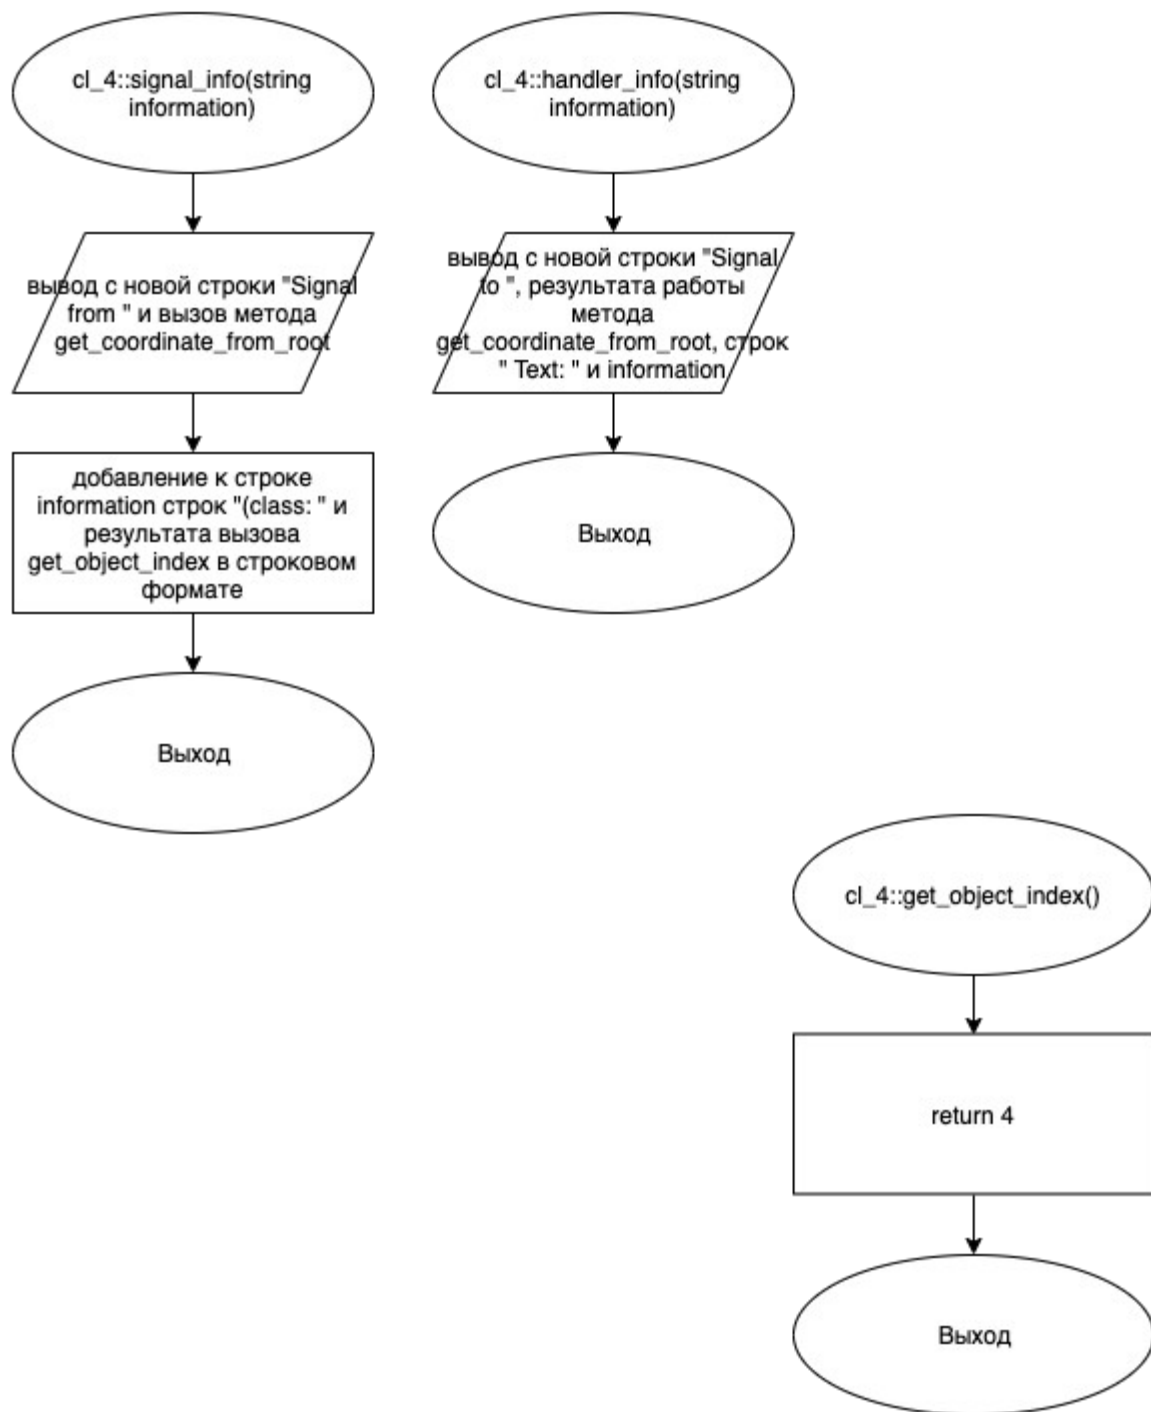 cl_4::signal_info(string
information)
вывод с новой строки "Signal
from " и вызов метода
get_coordinate_from_root
добавление к строке
information строк "(class: " и
результата вызова
get_object_index в строковом
формате
Выход
cl_4::handler_info(string
information)
вывод с новой строки "Signal
to ", результата работы
метода
get_coordinate_from_root, строк
" Text: " и information
Выход
cl_4::get_object_index()
return 4
Выход